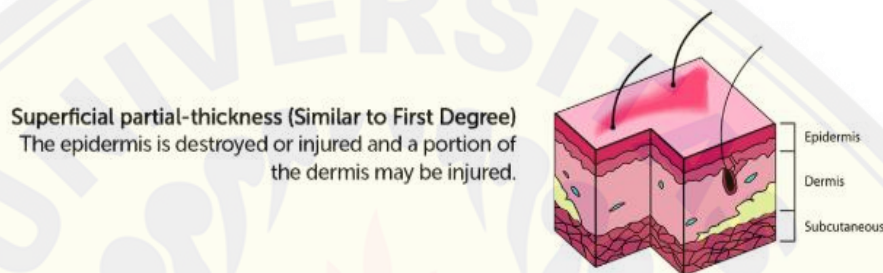 Superficial partial-thickness (Similar to First Degree)
The epidermis is destroyed or injured and a portion of
the dermis may be injured.
Epidermis
Dermis
Subcutaneous
UNIVERSIT